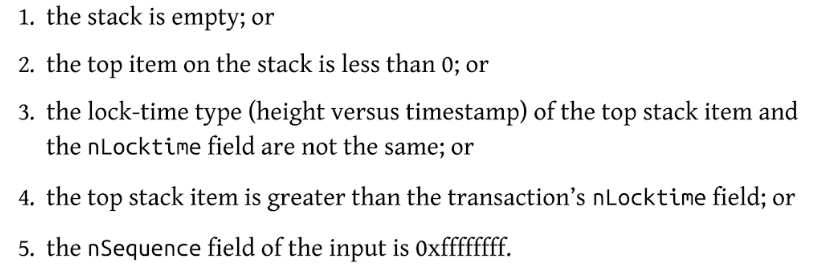 1. the stack is empty; or
2. the top item on the stack is less than 0; or
3. the lock-time type (height versus timestamp) of the top stack item and
the nLocktime field are not the same; or
4. the top stack item is greater than the transaction’s nLocktime field; or
5. the nSequence field of the input is 0xffffffff.